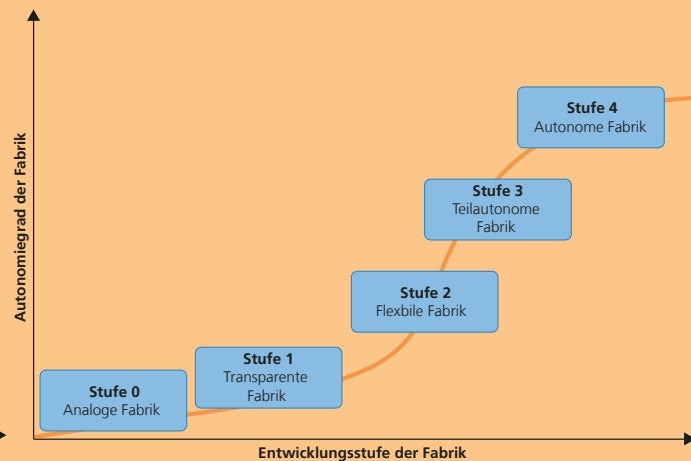 Autonomiegrad der Fabrik
Stufe 4
Autonome Fabrik
Stufe 3
Teilautonome
Fabrik
Stufe 2
Flexbile Fabrik
Stufe 1
Transparente
Fabrik
Stufe 0
Analoge Fabrik
Entwicklungsstufe der Fabrik